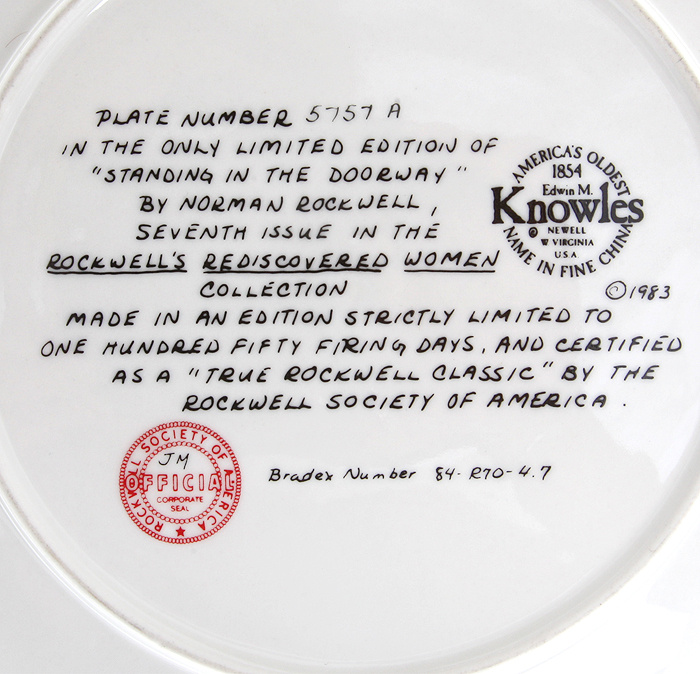 PLATE NUMBER 5757 A
IN THE ONLY LIMITED EDITION OF
"STANDING IN THE DOORWAY"
BY NORMAN ROCKWELL,
SEVENTH ISSUE IN THE
ROCKWELL'S REDISCOVERED WOMEN
COLLECTION
MADE IN AN EDITION STRICTLY LIMITED TO
ONE HUNDRED FIFTY FIRING DAYS, AND CERTIFIED
AS A "TRUE ROCKWELL CLASSIC" BY THE
ROCKWELL SOCIETY OF AMERICA.
AMERICA'S OLDEST
1854
Edwin M.
Knowles
NEWELL
W VIRGINIA
USA
NAME IN FINE CHINA
©1983
ROCKWELL SOCIETY OF AMERICA
JM
OFFICIAL
CORPORATE
SEAL
Bradex Number 84-R70-4.7